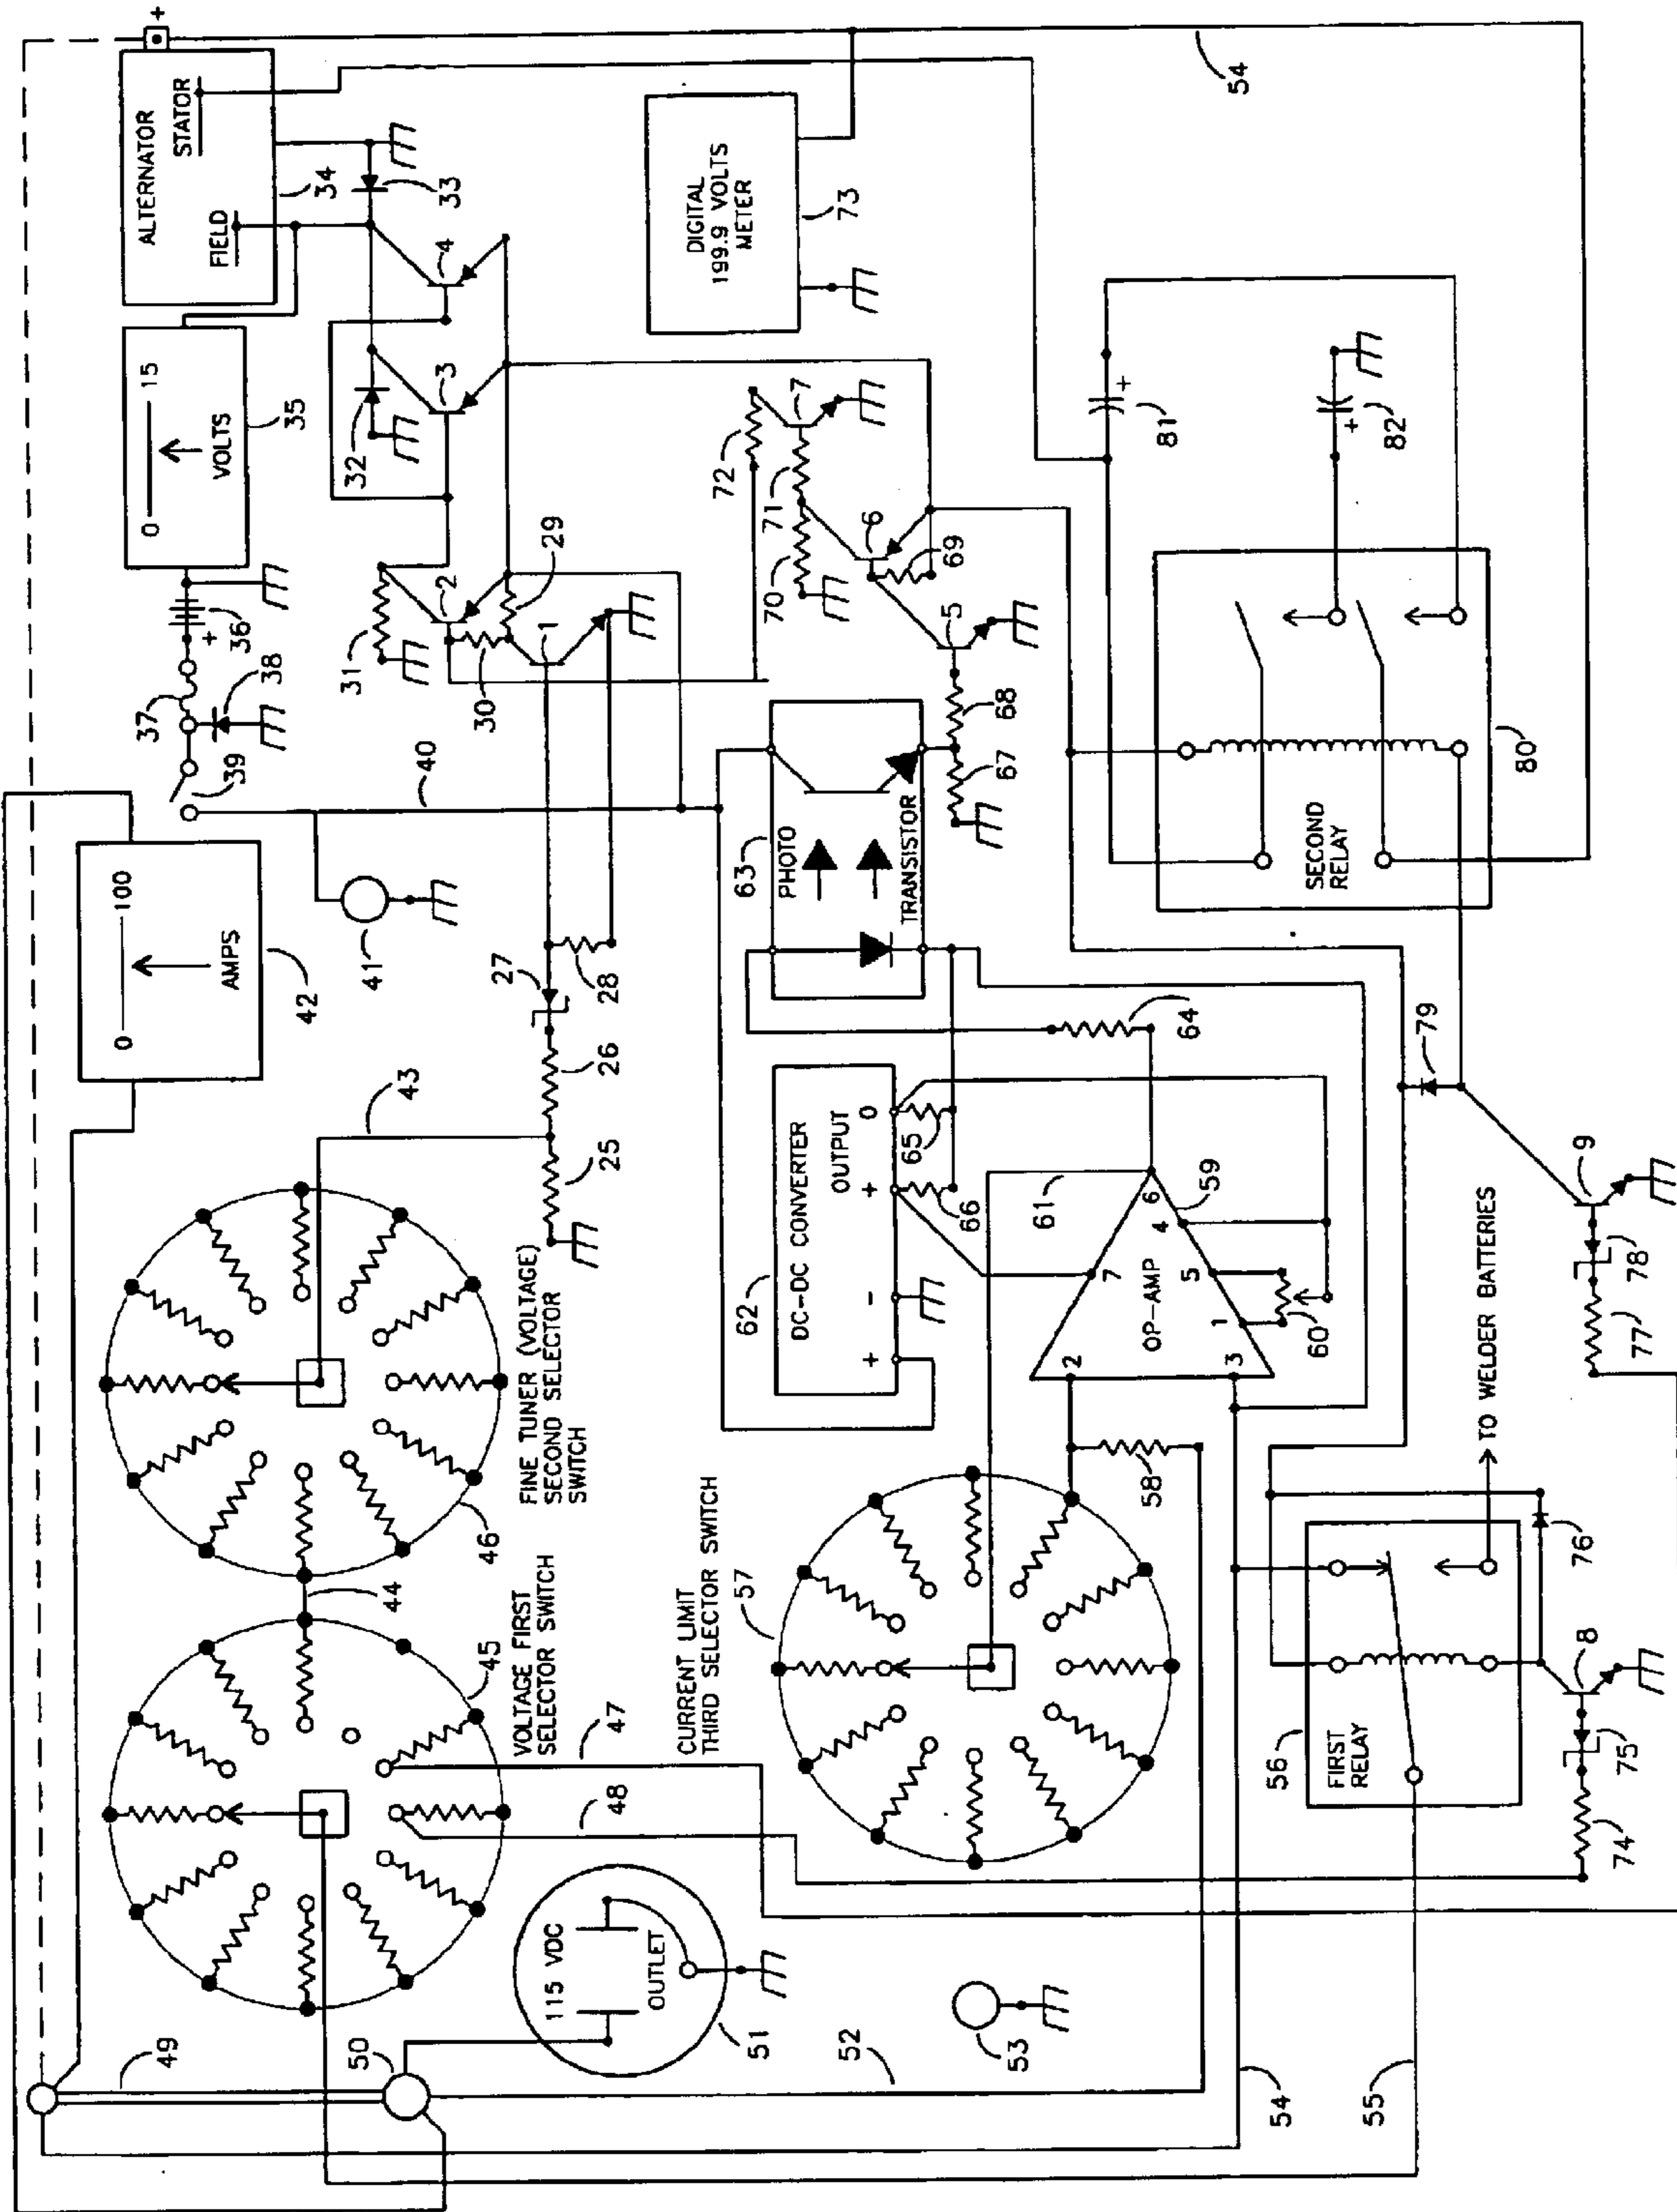 +
ALTERNATOR
STATOR
FIELD
34
33
0 — 15
VOLTS
35
36
+
37
38
39
40
41
0 — 100
AMPS
42
4
3
32
2
31
30
29
1
28
27
26
25
43
FINE TUNER (VOLTAGE)
SECOND SELECTOR
SWITCH
46
44
VOLTAGE FIRST
SELECTOR SWITCH
45
47
48
49
50
115 VDC
OUTLET
51
52
53
54
DIGITAL
199.9 VOLTS
METER
73
72
7
71
70
6
69
5
68
67
63
PHOTO
TRANSISTOR
64
62
DC-DC CONVERTER
OUTPUT
+
-
+
0
65
66
61
OP-AMP
7
6
2
3
4
5
1
59
60
58
CURRENT LIMIT
THIRD SELECTOR SWITCH
57
54
55
56
FIRST
RELAY
TO WELDER BATTERIES
76
8
75
74
77
78
9
79
SECOND
RELAY
80
81
+
82
+